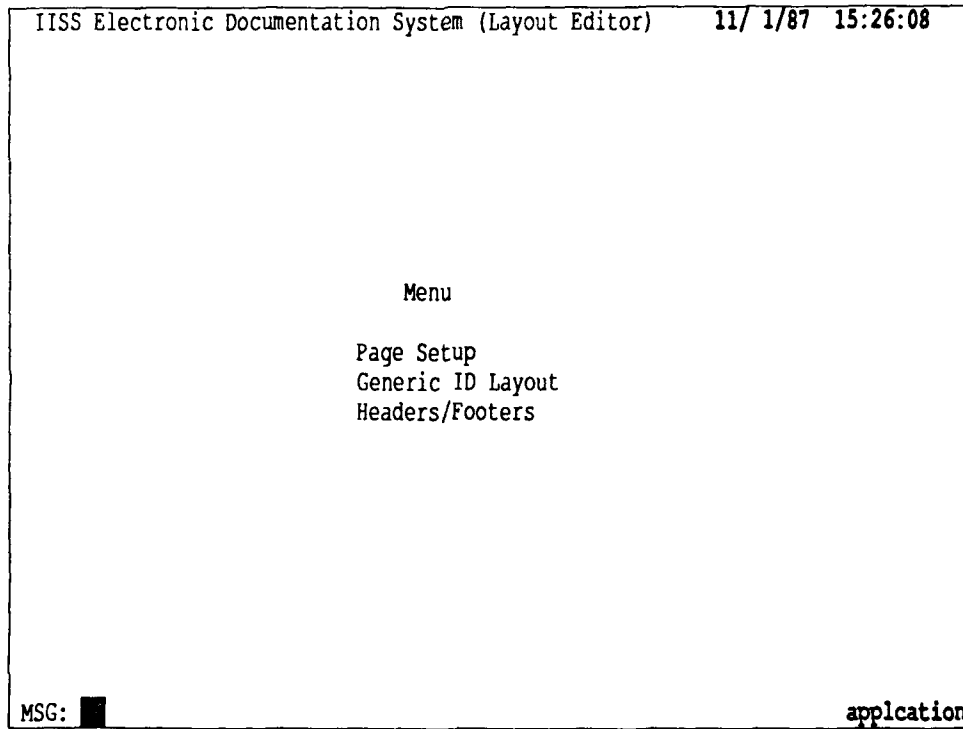 IISS Electronic Documentation System (Layout Editor) 11/ 1/87 15:26:08
Menu
Page Setup
Generic ID Layout
Headers/Footers
MSG: applcation